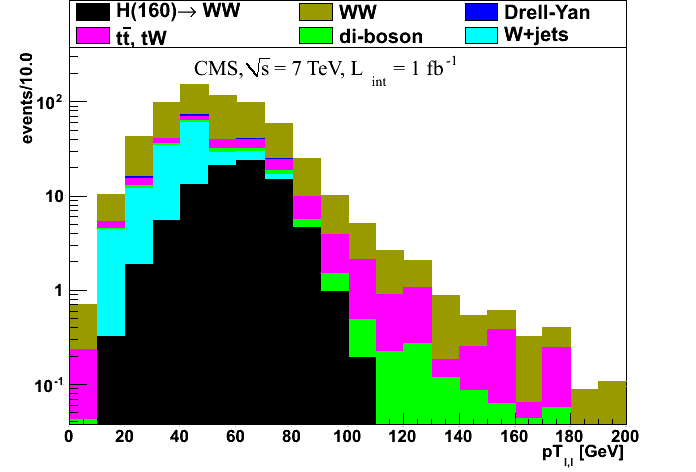 H(160)→ WW WW Drell-Yan
tt̄, tW di-boson W+jets
CMS, √s = 7 TeV, L int = 1 fb⁻¹
events/10.0
10²
10
1
10⁻¹
0 20 40 60 80 100 120 140 160 180 200
pT l,l [GeV]